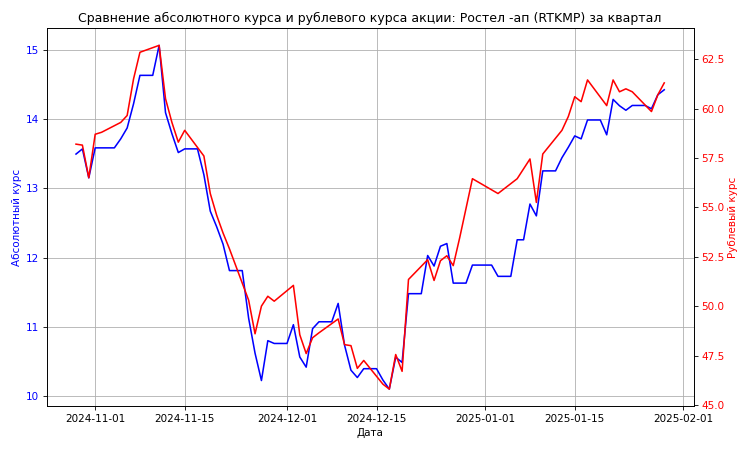 Сравнение абсолютного курса и рублевого курса акции: Ростел -ап (RTKMP) за квартал
15
14
13
12
11
10
Абсолютный курс
62.5
60.0
57.5
55.0
52.5
50.0
47.5
45.0
Рублевый курс
2024-11-01 2024-11-15 2024-12-01 2024-12-15 2025-01-01 2025-01-15 2025-02-01
Дата